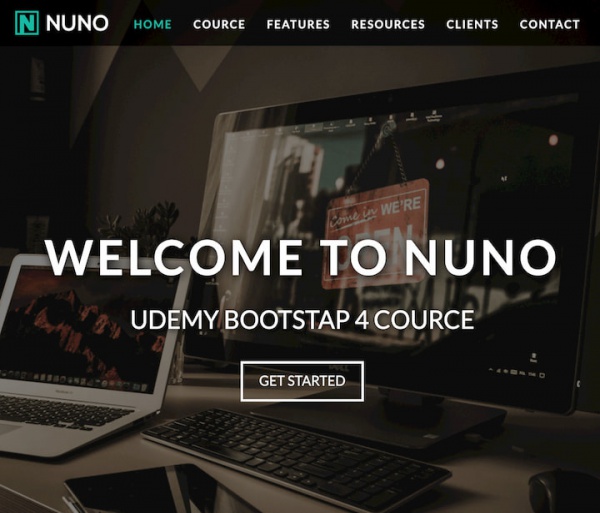 N NUNO HOME COURCE FEATURES RESOURCES CLIENTS CONTACT
come in WE'RE
OPEN
WELCOME TO NUNO
UDEMY BOOTSTAP 4 COURCE
GET STARTED